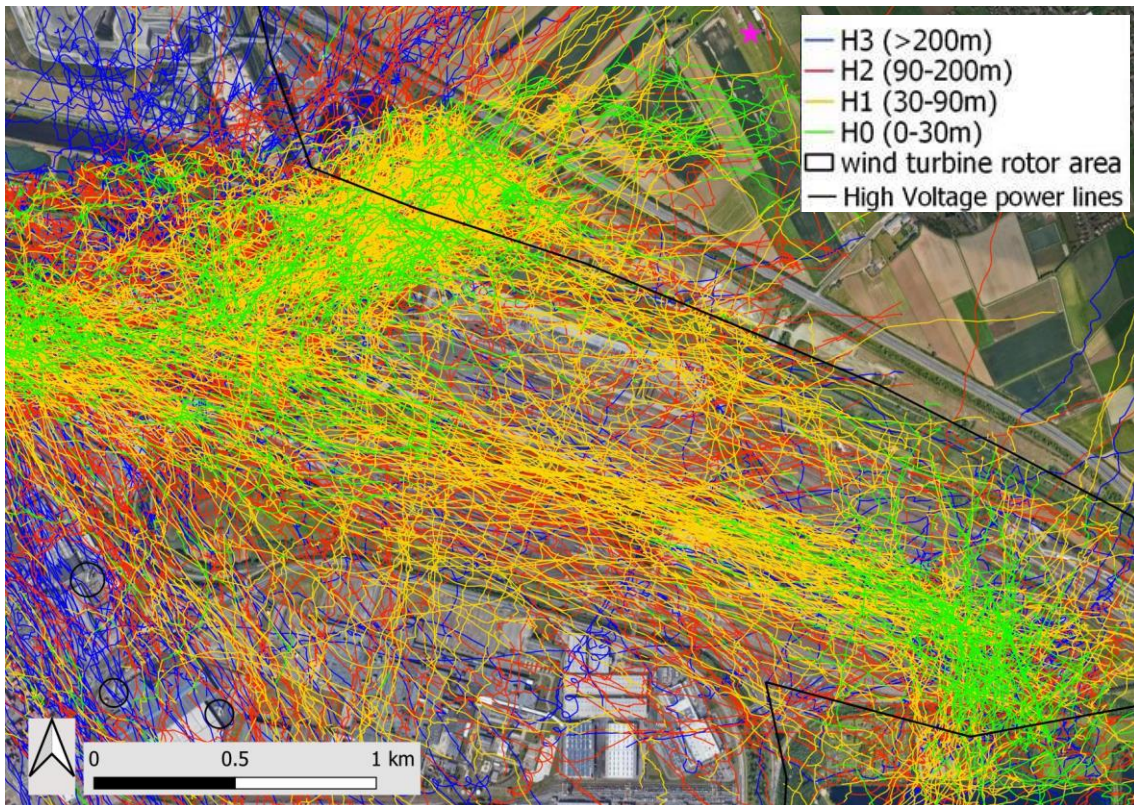 H3 (>200m)
H2 (90-200m)
H1 (30-90m)
H0 (0-30m)
wind turbine rotor area
High Voltage power lines
0 0.5 1 km